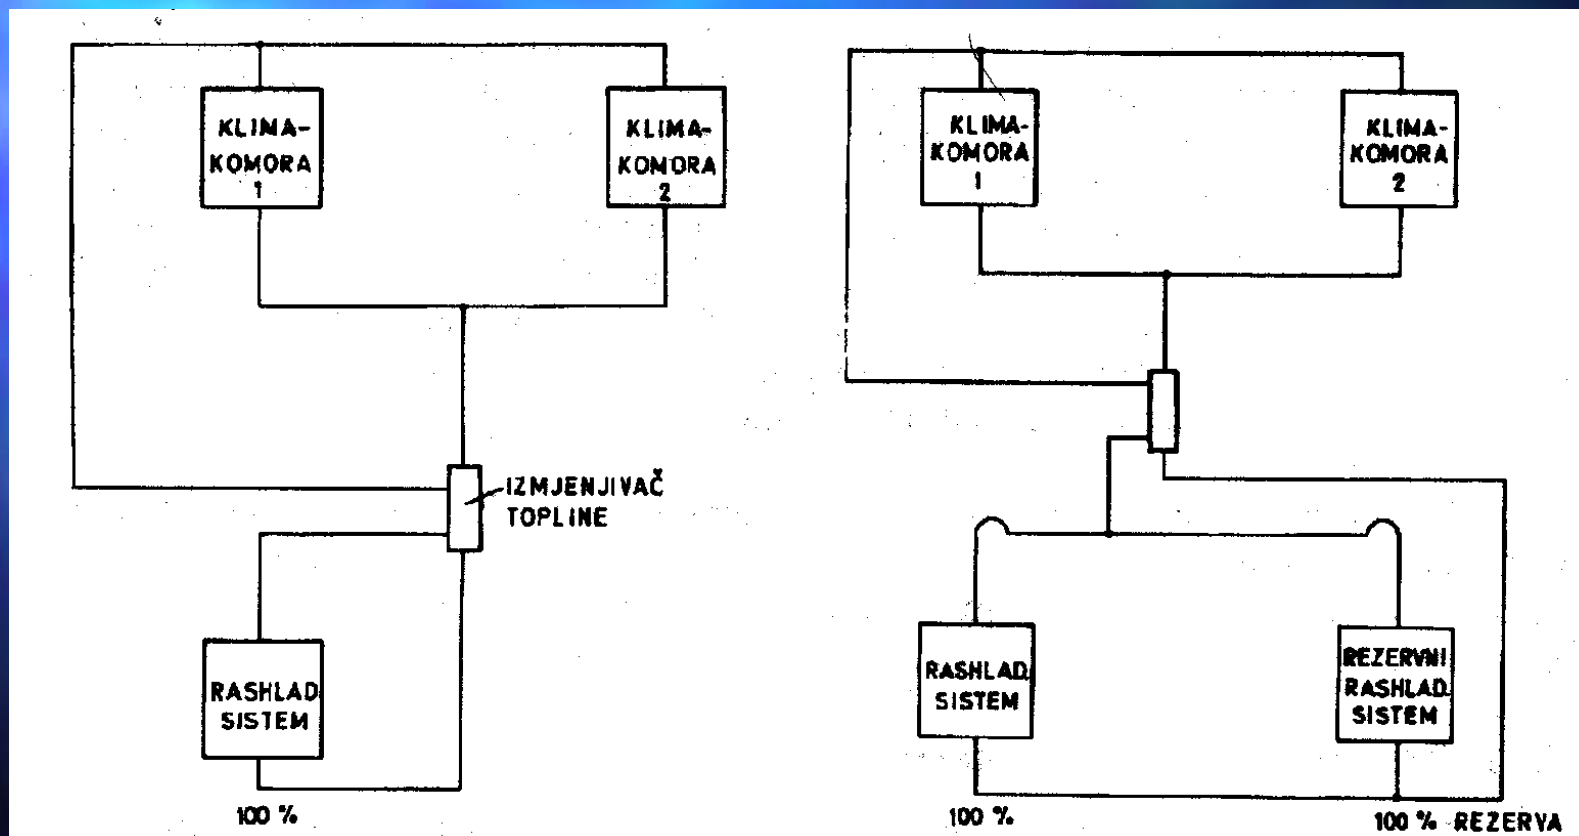 KLIMA-
KOMORA
1
KLIMA-
KOMORA
2
IZMJENJIVAČ
TOPLINE
RASHLAD
SISTEM
100 %
KLIMA-
KOMORA
1
KLIMA-
KOMORA
2
RASHLAD.
SISTEM
100 %
REZERVNI
RASHLAD.
SISTEM
100 % REZERVA